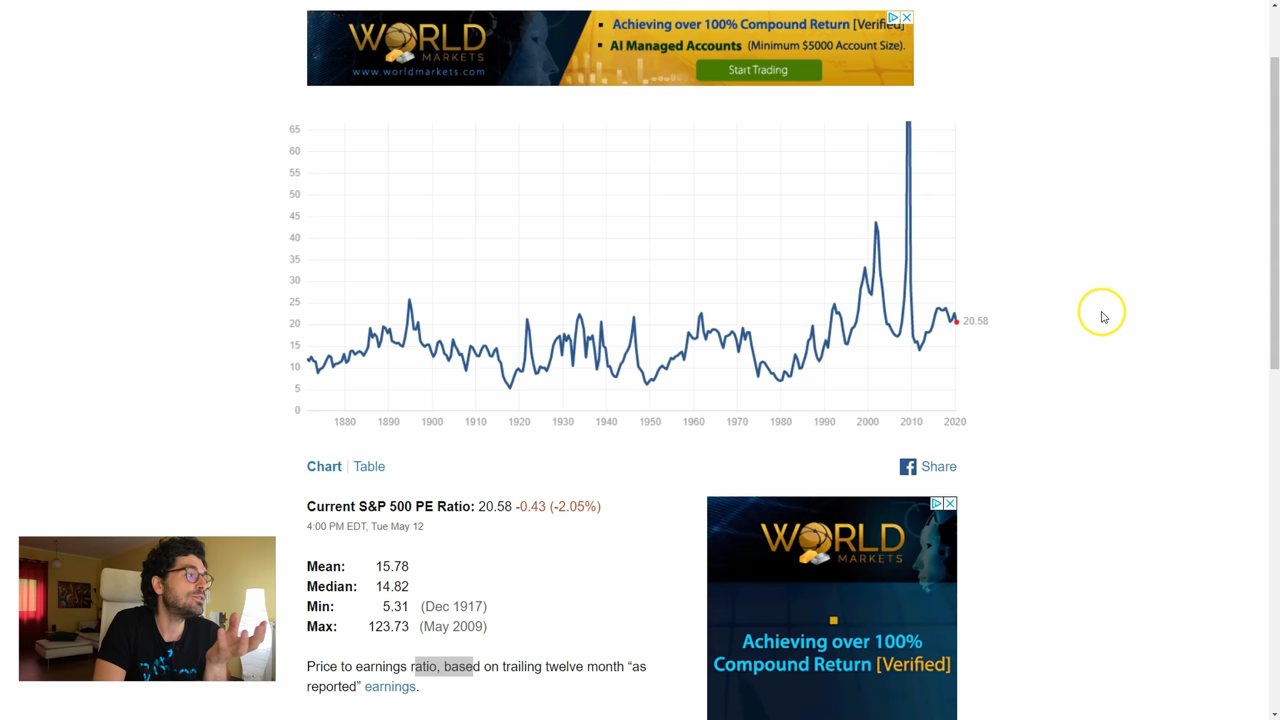 WORLD
MARKETS
www.worldmarkets.com
▪ Achieving over 100% Compound Return [Verified]
▪ AI Managed Accounts (Minimum $5000 Account Size).
Start Trading
65
60
55
50
45
40
35
30
25
20
15
10
5
0
20.58
1880 1890 1900 1910 1920 1930 1940 1950 1960 1970 1980 1990 2000 2010 2020
Chart | Table
Share
Current S&P 500 PE Ratio: 20.58 -0.43 (-2.05%)
4:00 PM EDT, Tue May 12
Mean: 15.78
Median: 14.82
Min: 5.31 (Dec 1917)
Max: 123.73 (May 2009)
Price to earnings ratio, based on trailing twelve month “as
reported” earnings.
WORLD
MARKETS
Achieving over 100%
Compound Return [Verified]